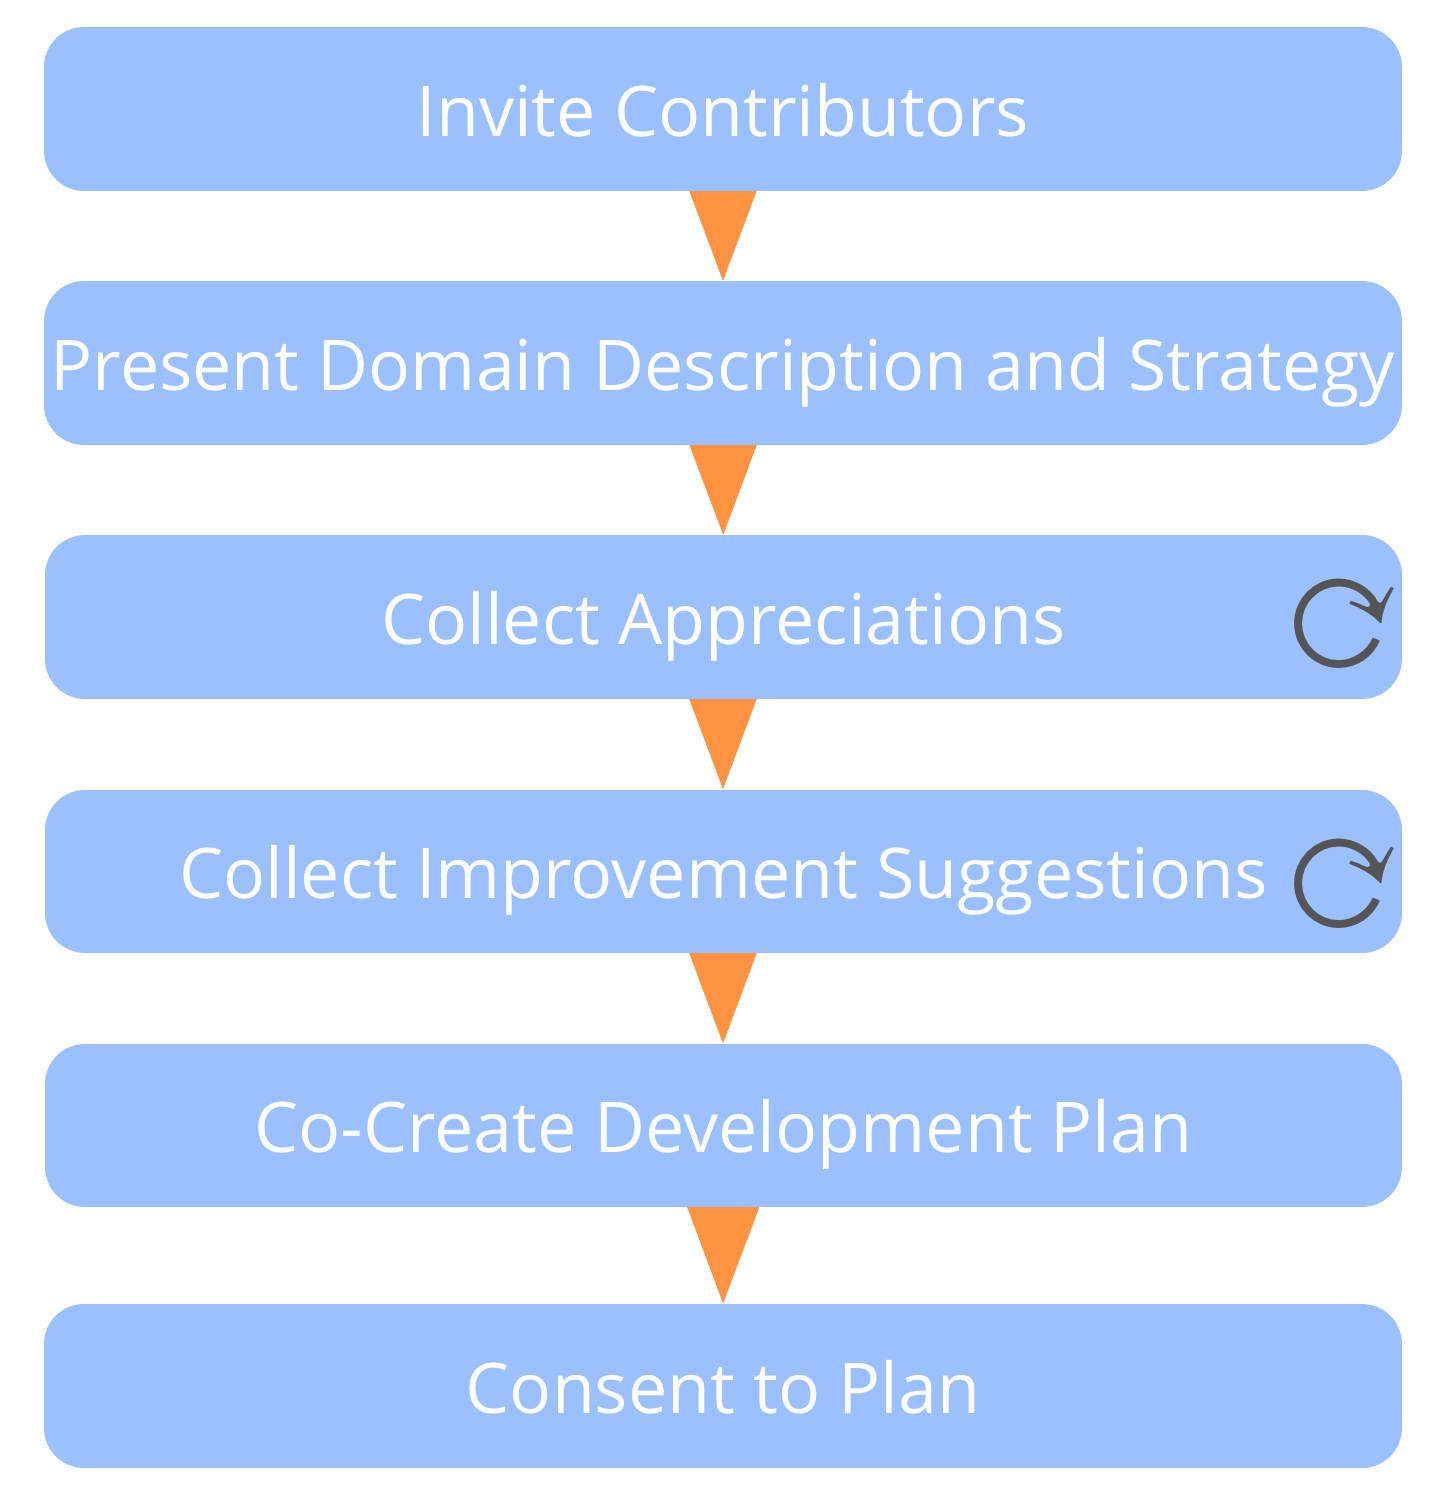 Invite Contributors
Present Domain Description and Strategy
Collect Appreciations
Collect Improvement Suggestions
Co-Create Development Plan
Consent to Plan